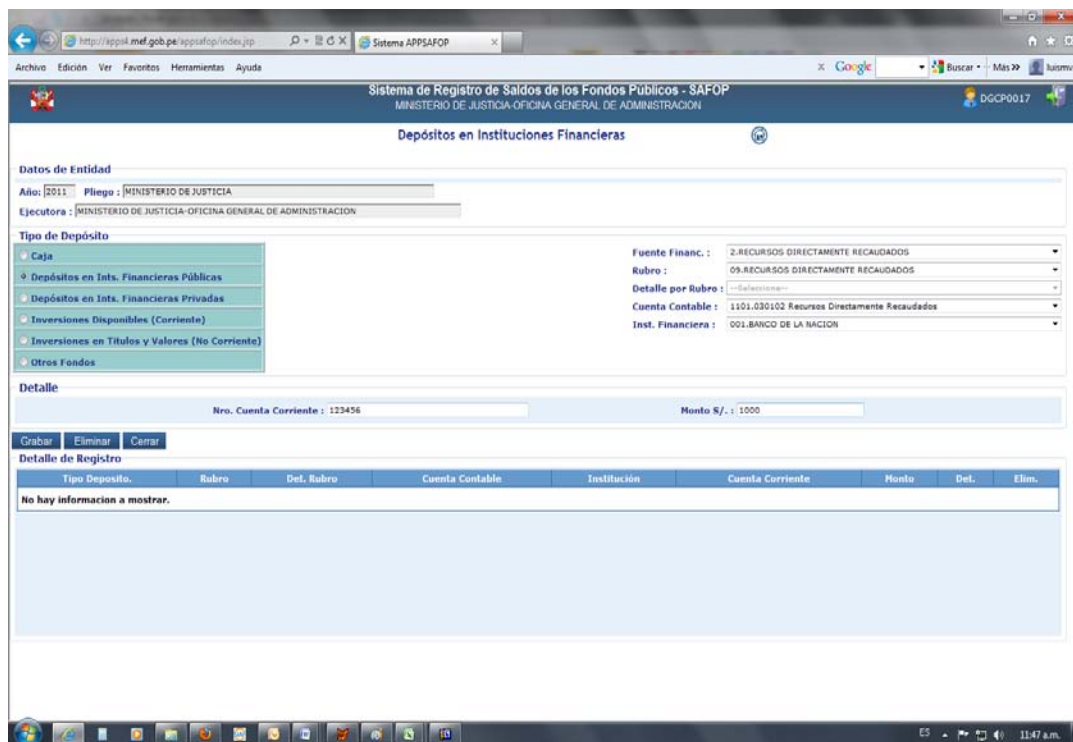 http://apps4.mef.gob.pe/appsafop/index.jsp
Sistema APPSAFOP
Archivo Edición Ver Favoritos Herramientas Ayuda
x Google Buscar Más >> luismv
Sistema de Registro de Saldos de los Fondos Públicos - SAFOP
MINISTERIO DE JUSTICIA-OFICINA GENERAL DE ADMINISTRACION
DGCP0017
Depósitos en Instituciones Financieras
Datos de Entidad
Año: 2011 Pliego : MINISTERIO DE JUSTICIA
Ejecutora : MINISTERIO DE JUSTICIA-OFICINA GENERAL DE ADMINISTRACION
Tipo de Depósito
Caja
Depósitos en Ints. Financieras Públicas
Depósitos en Ints. Financieras Privadas
Inversiones Disponibles (Corriente)
Inversiones en Titulos y Valores (No Corriente)
Otros Fondos
Fuente Financ. : 2.RECURSOS DIRECTAMENTE RECAUDADOS
Rubro : 09.RECURSOS DIRECTAMENTE RECAUDADOS
Detalle por Rubro : --Seleccione--
Cuenta Contable : 1101.030102 Recursos Directamente Recaudados
Inst. Financiera : 001.BANCO DE LA NACION
Detalle
Nro. Cuenta Corriente : 123456 Monto S/. : 1000
Grabar Eliminar Cerrar
Detalle de Registro
Tipo Deposito. Rubro Det. Rubro Cuenta Contable Institución Cuenta Corriente Monto Det. Elim.
No hay informacion a mostrar.
ES 11:47 a.m.